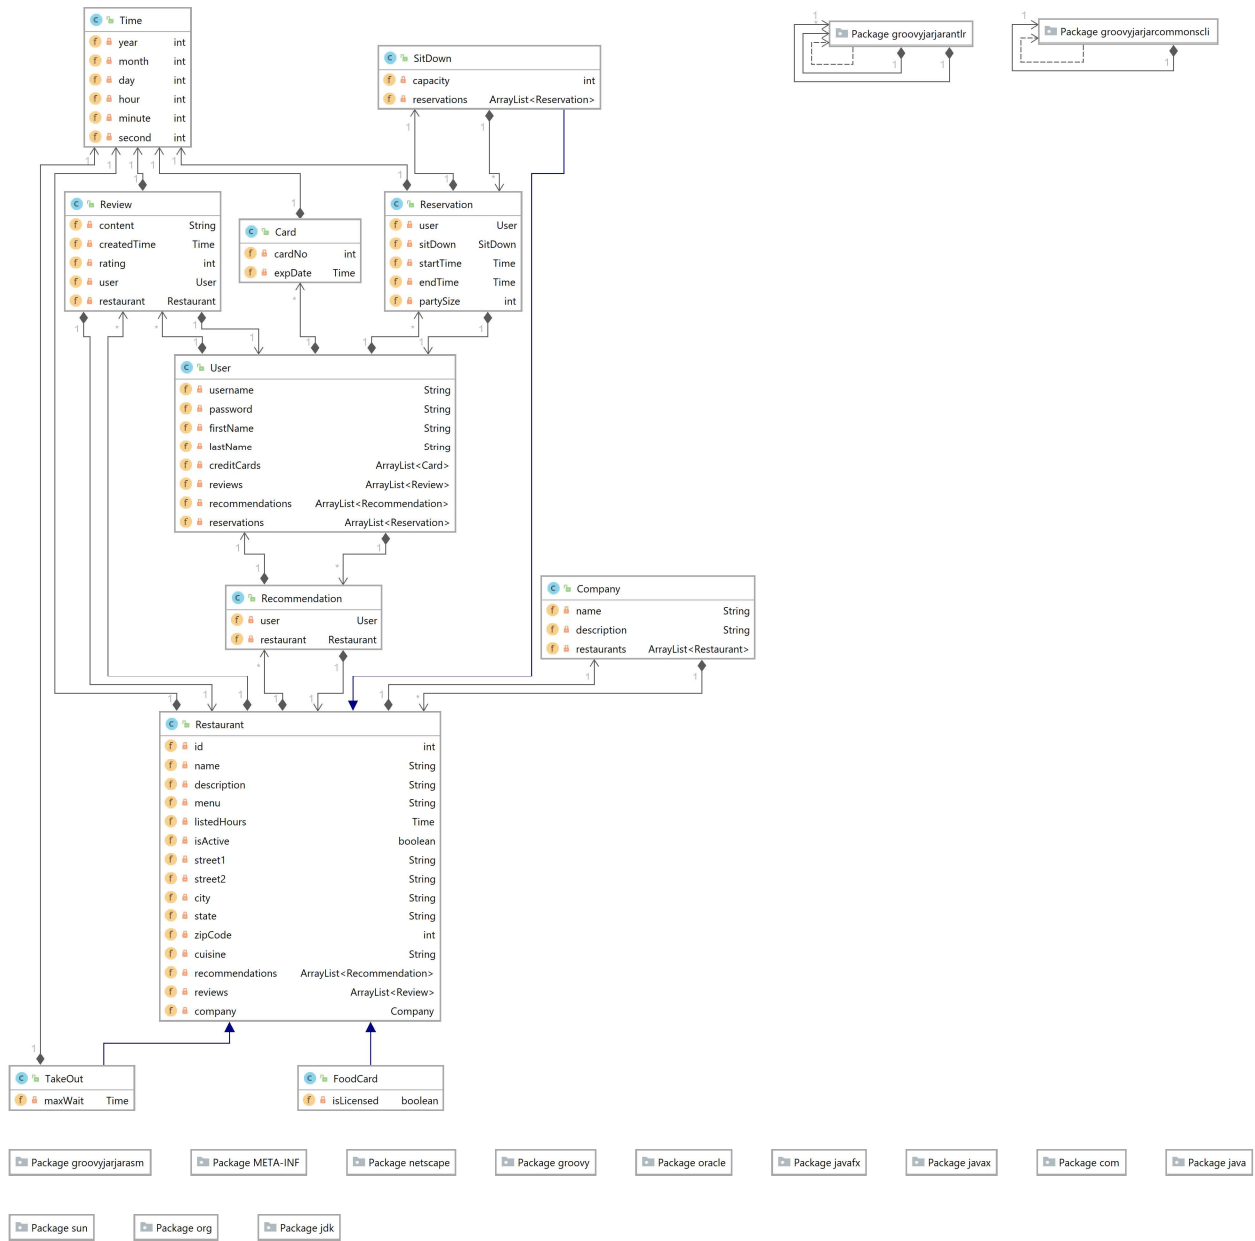 Time
year int
month int
day int
hour int
minute int
second int
SitDown
capacity int
reservations ArrayList<Reservation>
Package groovyjarjarantlr
Package groovyjarjarcommonscli
Review
content String
createdTime Time
rating int
user User
restaurant Restaurant
Card
cardNo int
expDate Time
Reservation
user User
sitDown SitDown
startTime Time
endTime Time
partySize int
User
username String
password String
firstName String
lastName String
creditCards ArrayList<Card>
reviews ArrayList<Review>
recommendations ArrayList<Recommendation>
reservations ArrayList<Reservation>
Recommendation
user User
restaurant Restaurant
Company
name String
description String
restaurants ArrayList<Restaurant>
Restaurant
id int
name String
description String
menu String
listedHours Time
isActive boolean
street1 String
street2 String
city String
state String
zipCode int
cuisine String
recommendations ArrayList<Recommendation>
reviews ArrayList<Review>
company Company
TakeOut
maxWait Time
FoodCard
isLicensed boolean
Package groovyjarjarasm
Package META-INF
Package netscape
Package groovy
Package oracle
Package javafx
Package javax
Package com
Package java
Package sun
Package org
Package jdk